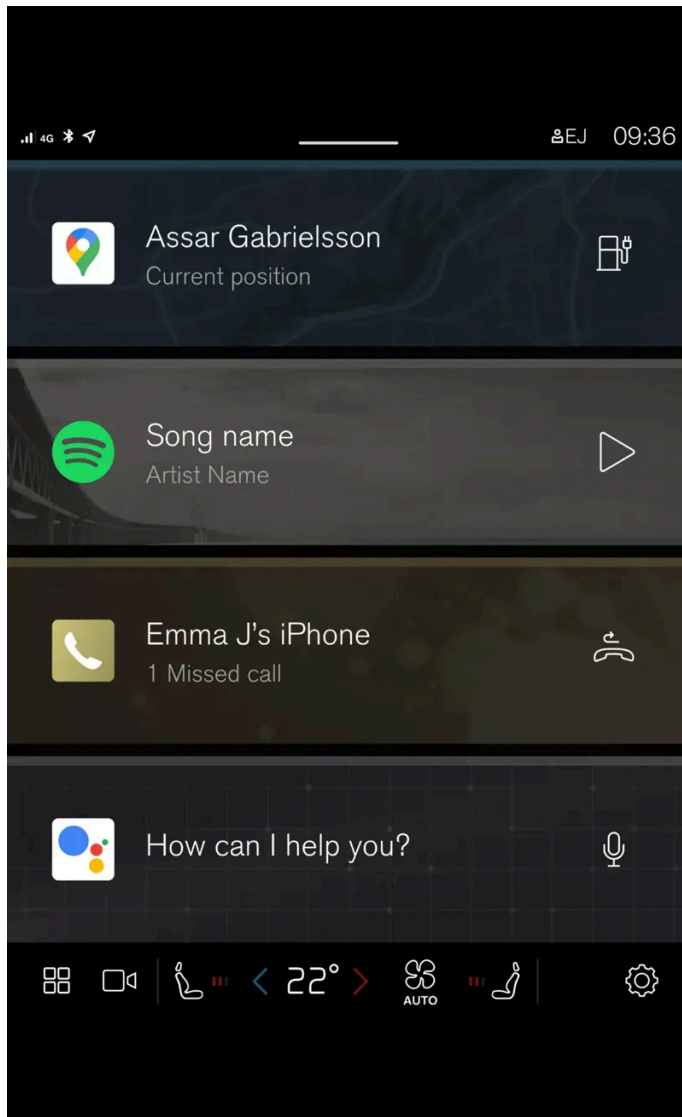 4G
EJ 09:36
Assar Gabrielsson
Current position
Song name
Artist Name
Emma J's iPhone
1 Missed call
How can I help you?
22°
AUTO